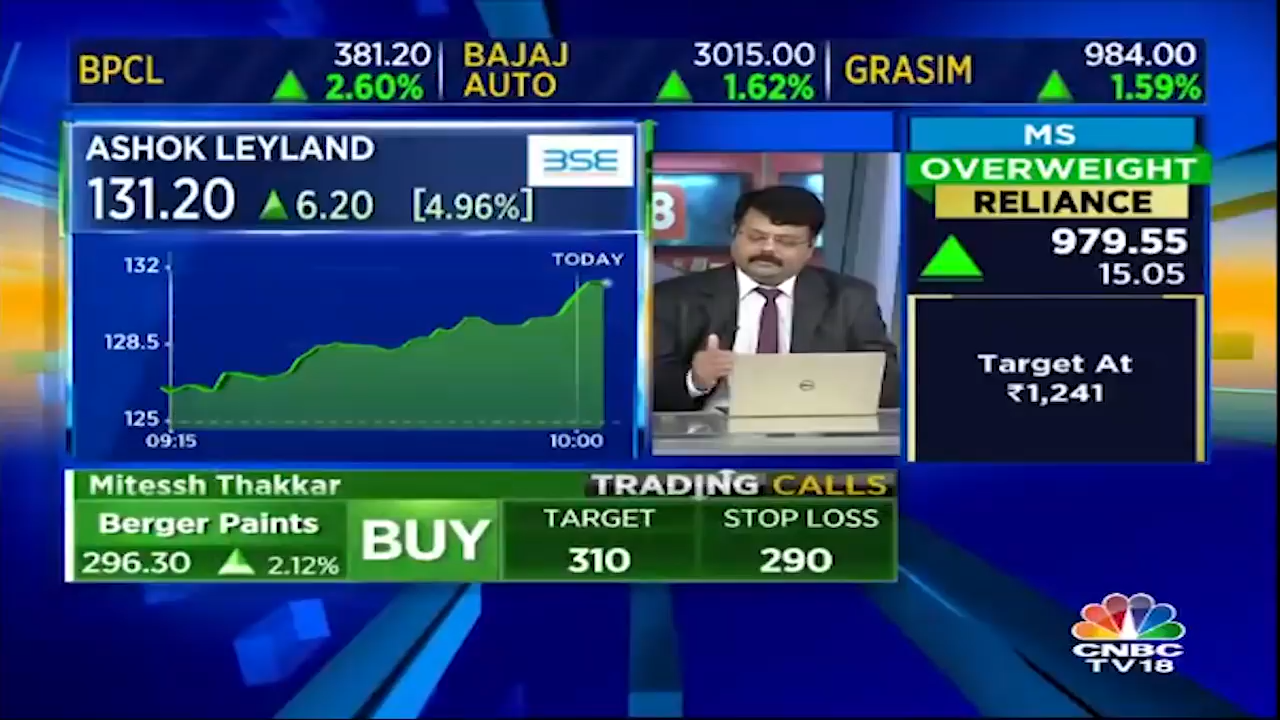 BPCL 381.20
2.60%
BAJAJ AUTO 3015.00
1.62%
GRASIM 984.00
1.59%
ASHOK LEYLAND
BSE
131.20 6.20 [4.96%]
TODAY
132
128.5
125
09:15 10:00
8
MS
OVERWEIGHT
RELIANCE
979.55
15.05
Target At
₹1,241
Mitessh Thakkar TRADING CALLS
Berger Paints
296.30 2.12%
BUY
TARGET STOP LOSS
310 290
CNBC
TV18